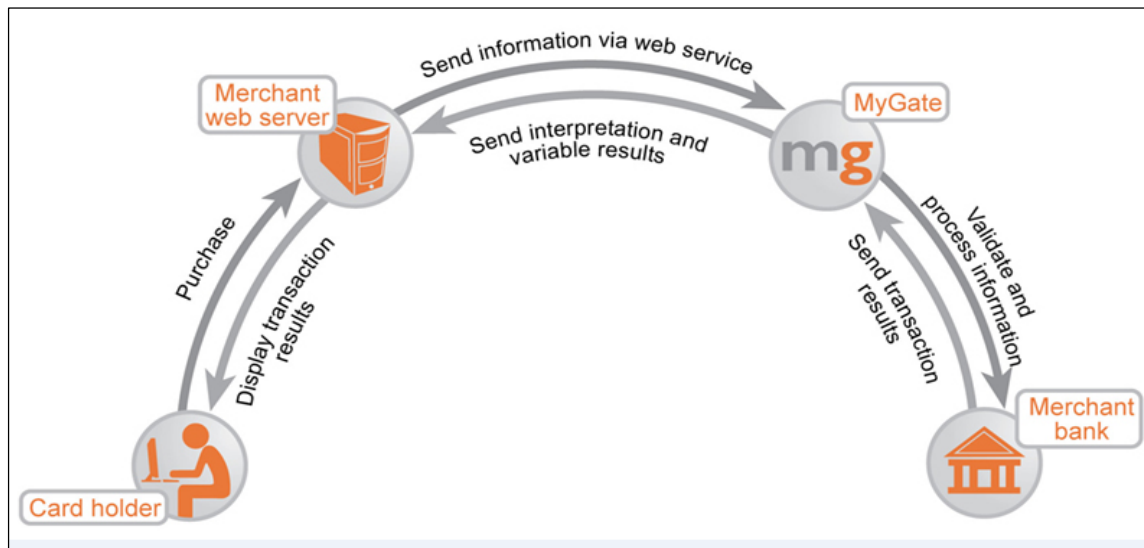 Send information via web service
Merchant
web server
MyGate
Send interpretation and
variable results
mg
Purchase
Display transaction
results
Validate and
process information
Send transaction
results
Card holder
Merchant
bank